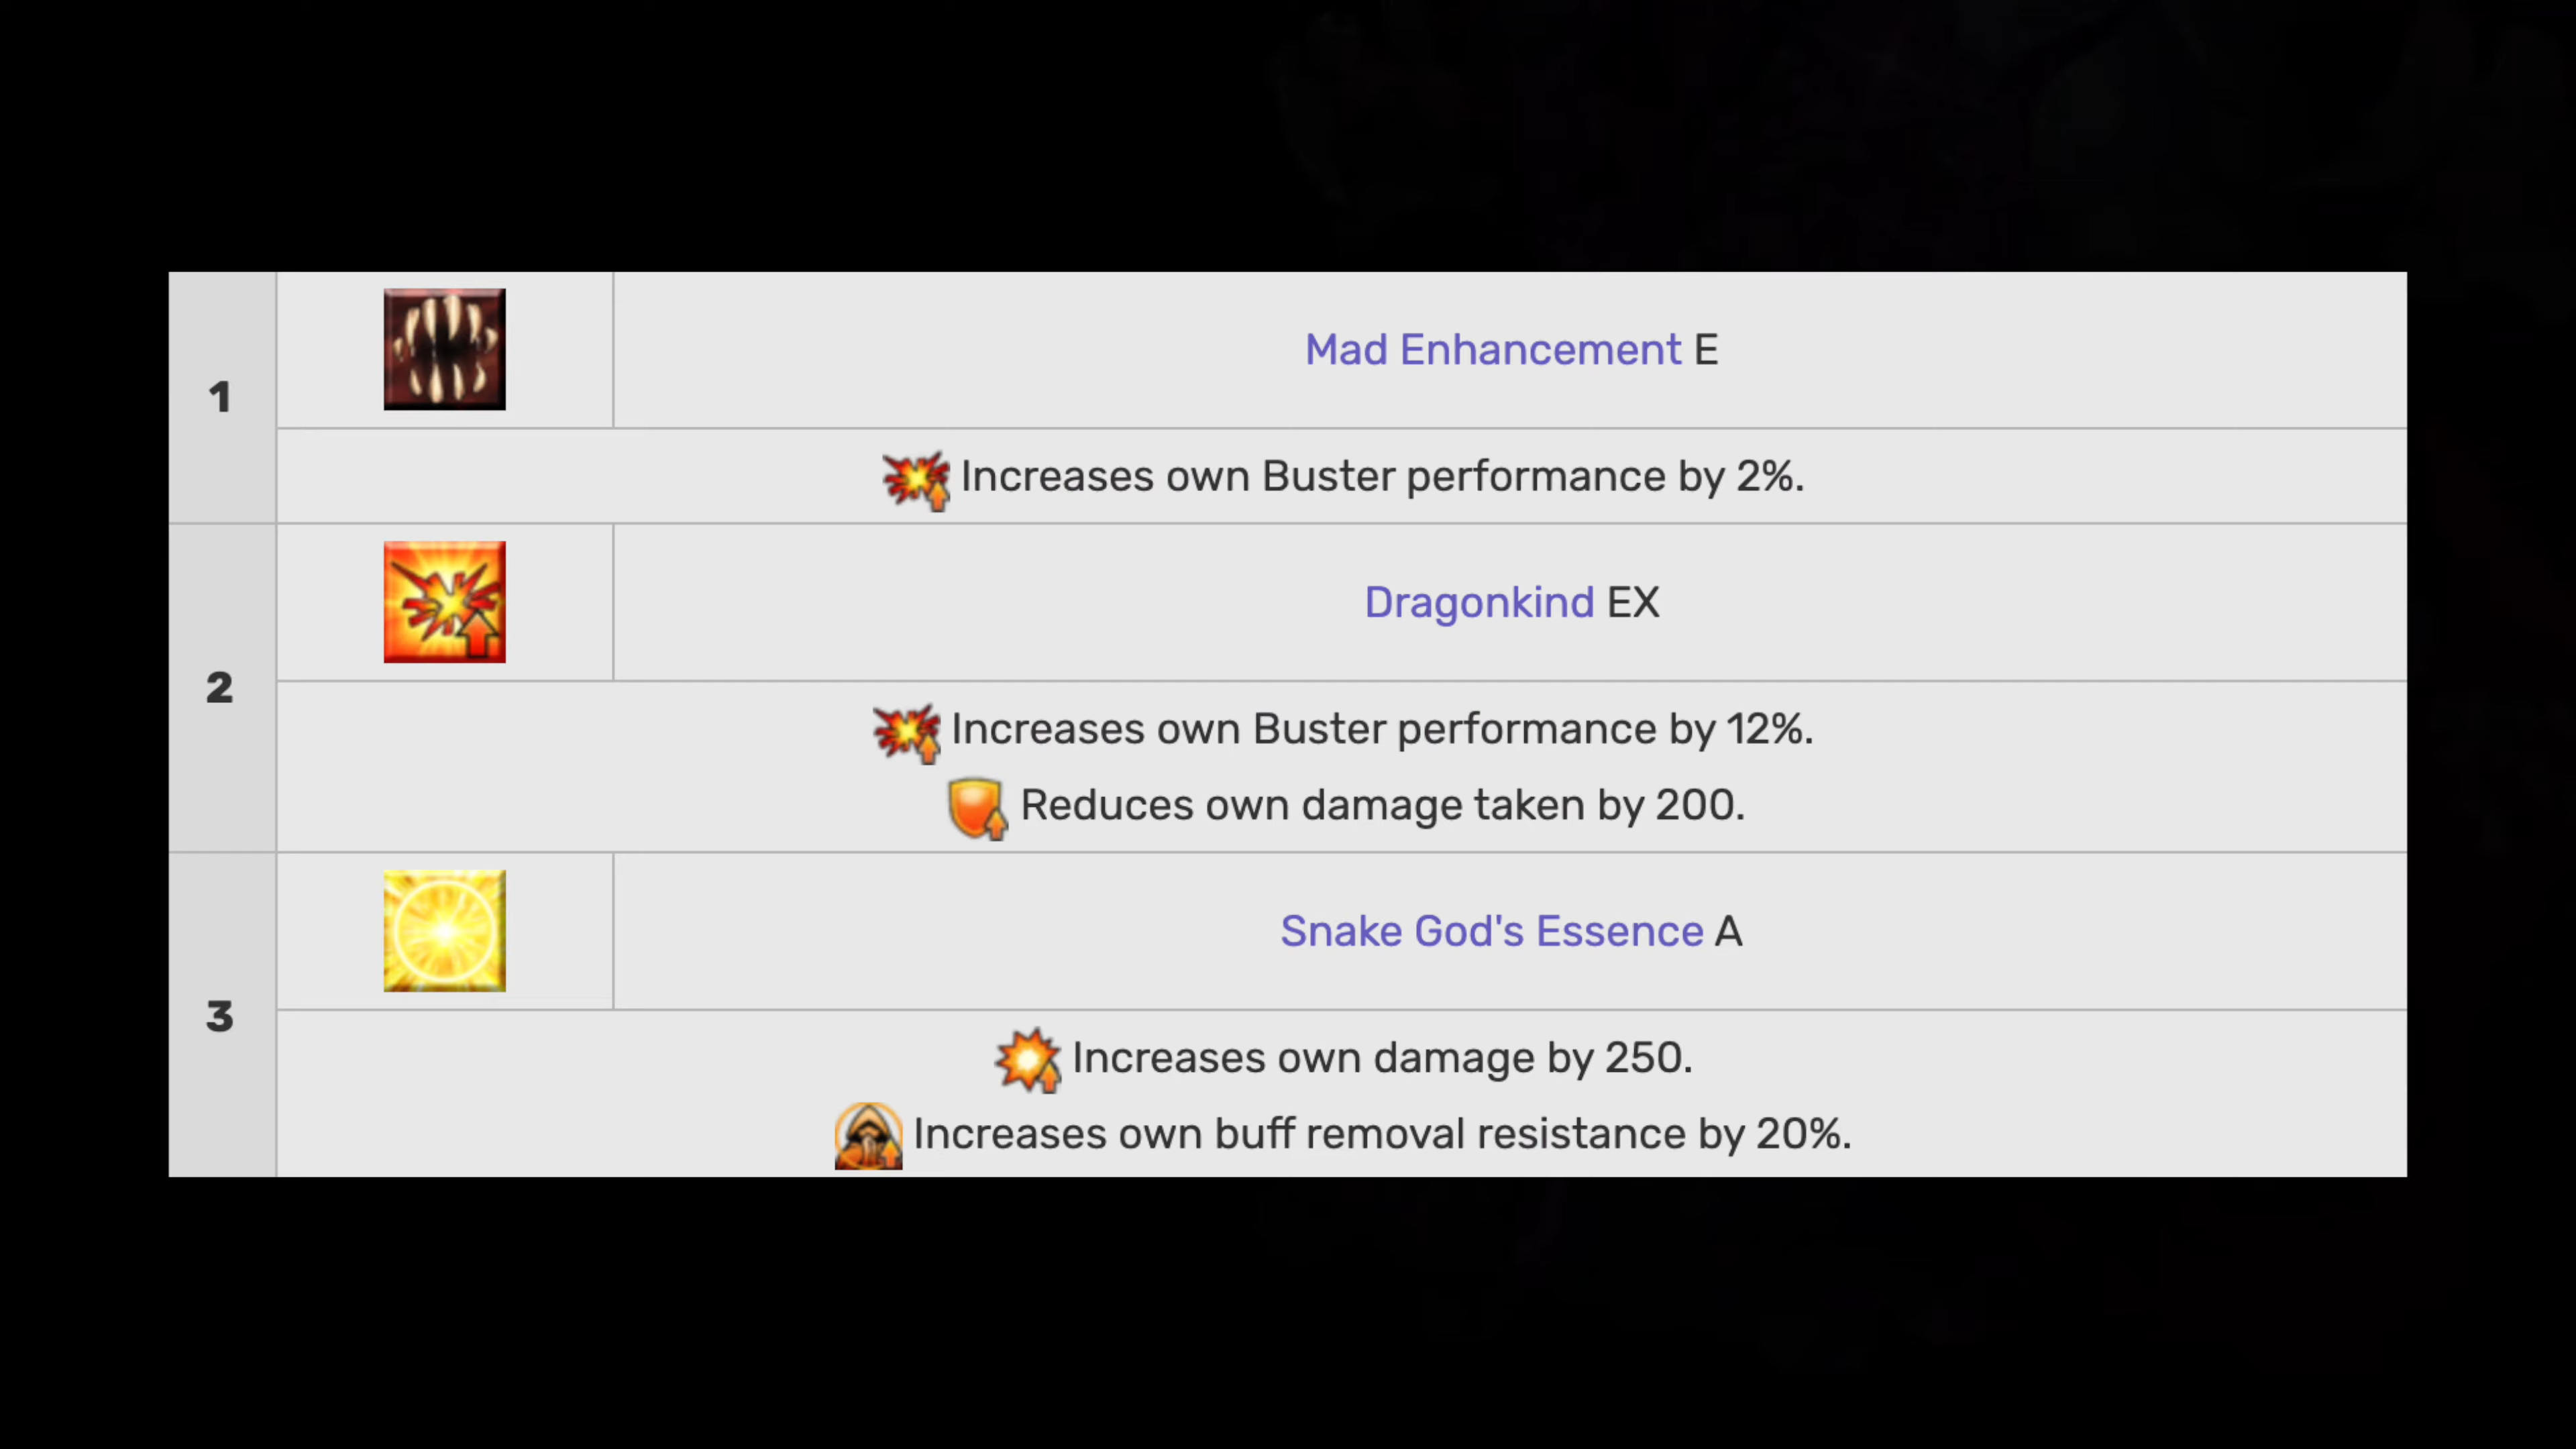 1
Mad Enhancement E
Increases own Buster performance by 2%.
2
Dragonkind EX
Increases own Buster performance by 12%.
Reduces own damage taken by 200.
3
Snake God's Essence A
Increases own damage by 250.
Increases own buff removal resistance by 20%.